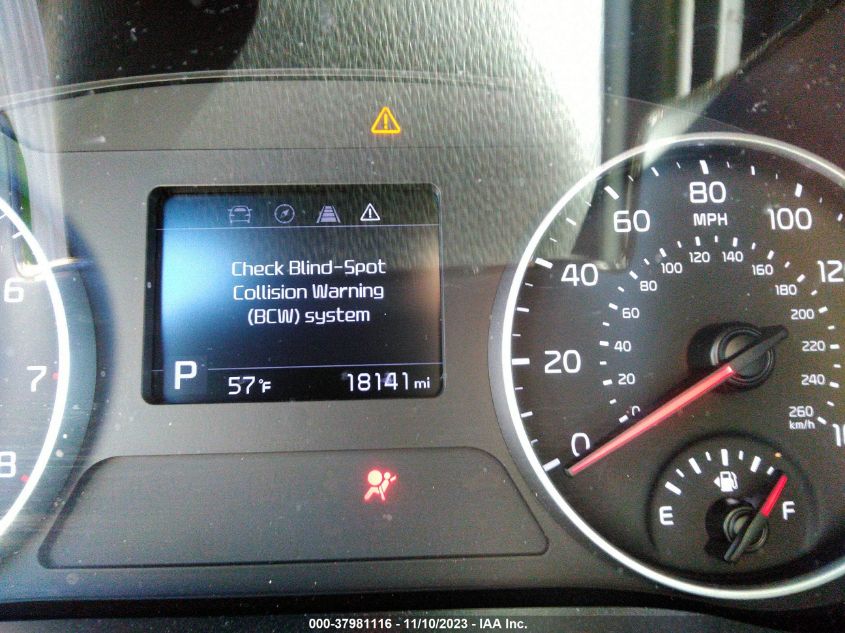 Check Blind-Spot
Collision Warning
(BCW) system
P
57°F
18141 mi
6
7
8
0
20
40
60
80
100
120
MPH
0
20
40
60
80
100
120
140
160
180
200
220
240
260
km/h
E
F
000-37981116 - 11/10/2023 - IAA Inc.